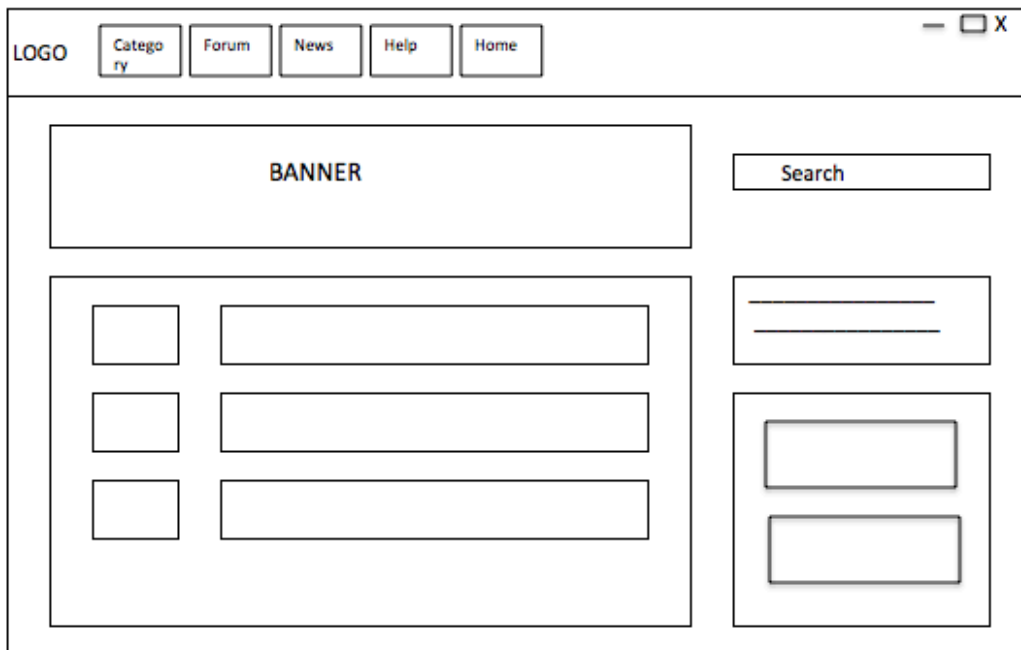 LOGO
Catego
ry
Forum
News
Help
Home
X
BANNER
Search